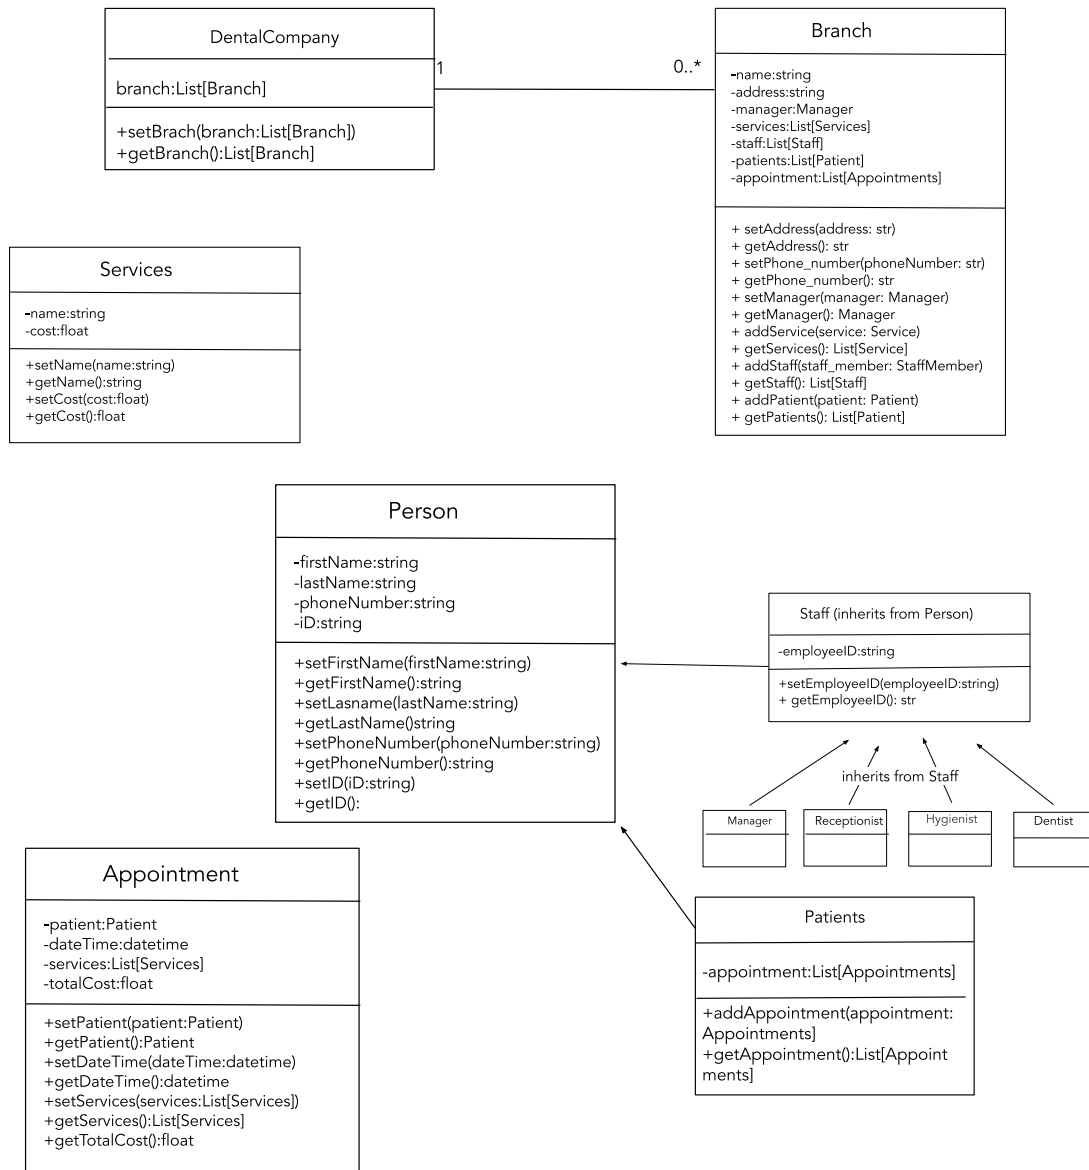 DentalCompany
branch:List[Branch]
+setBrach(branch:List[Branch])
+getBranch():List[Branch]
1
0..*
Branch
-name:string
-address:string
-manager:Manager
-services:List[Services]
-staff:List[Staff]
-patients:List[Patient]
-appointment:List[Appointments]
+ setAddress(address: str)
+ getAddress(): str
+ setPhone_number(phoneNumber: str)
+ getPhone_number(): str
+ setManager(manager: Manager)
+ getManager(): Manager
+ addService(service: Service)
+ getServices(): List[Service]
+ addStaff(staff_member: StaffMember)
+ getStaff(): List[Staff]
+ addPatient(patient: Patient)
+ getPatients(): List[Patient]
Services
-name:string
-cost:float
+setName(name:string)
+getName():string
+setCost(cost:float)
+getCost():float
Person
-firstName:string
-lastName:string
-phoneNumber:string
-iD:string
+setFirstName(firstName:string)
+getFirstName():string
+setLasname(lastName:string)
+getLastName()string
+setPhoneNumber(phoneNumber:string)
+getPhoneNumber():string
+setID(iD:string)
+getID():
Staff (inherits from Person)
-employeeID:string
+setEmployeeID(employeeID:string)
+ getEmployeeID(): str
inherits from Staff
Manager
Receptionist
Hygienist
Dentist
Appointment
-patient:Patient
-dateTime:datetime
-services:List[Services]
-totalCost:float
+setPatient(patient:Patient)
+getPatient():Patient
+setDateTime(dateTime:datetime)
+getDateTime():datetime
+setServices(services:List[Services])
+getServices():List[Services]
+getTotalCost():float
Patients
-appointment:List[Appointments]
+addAppointment(appointment:
Appointments]
+getAppointment():List[Appoint
ments]